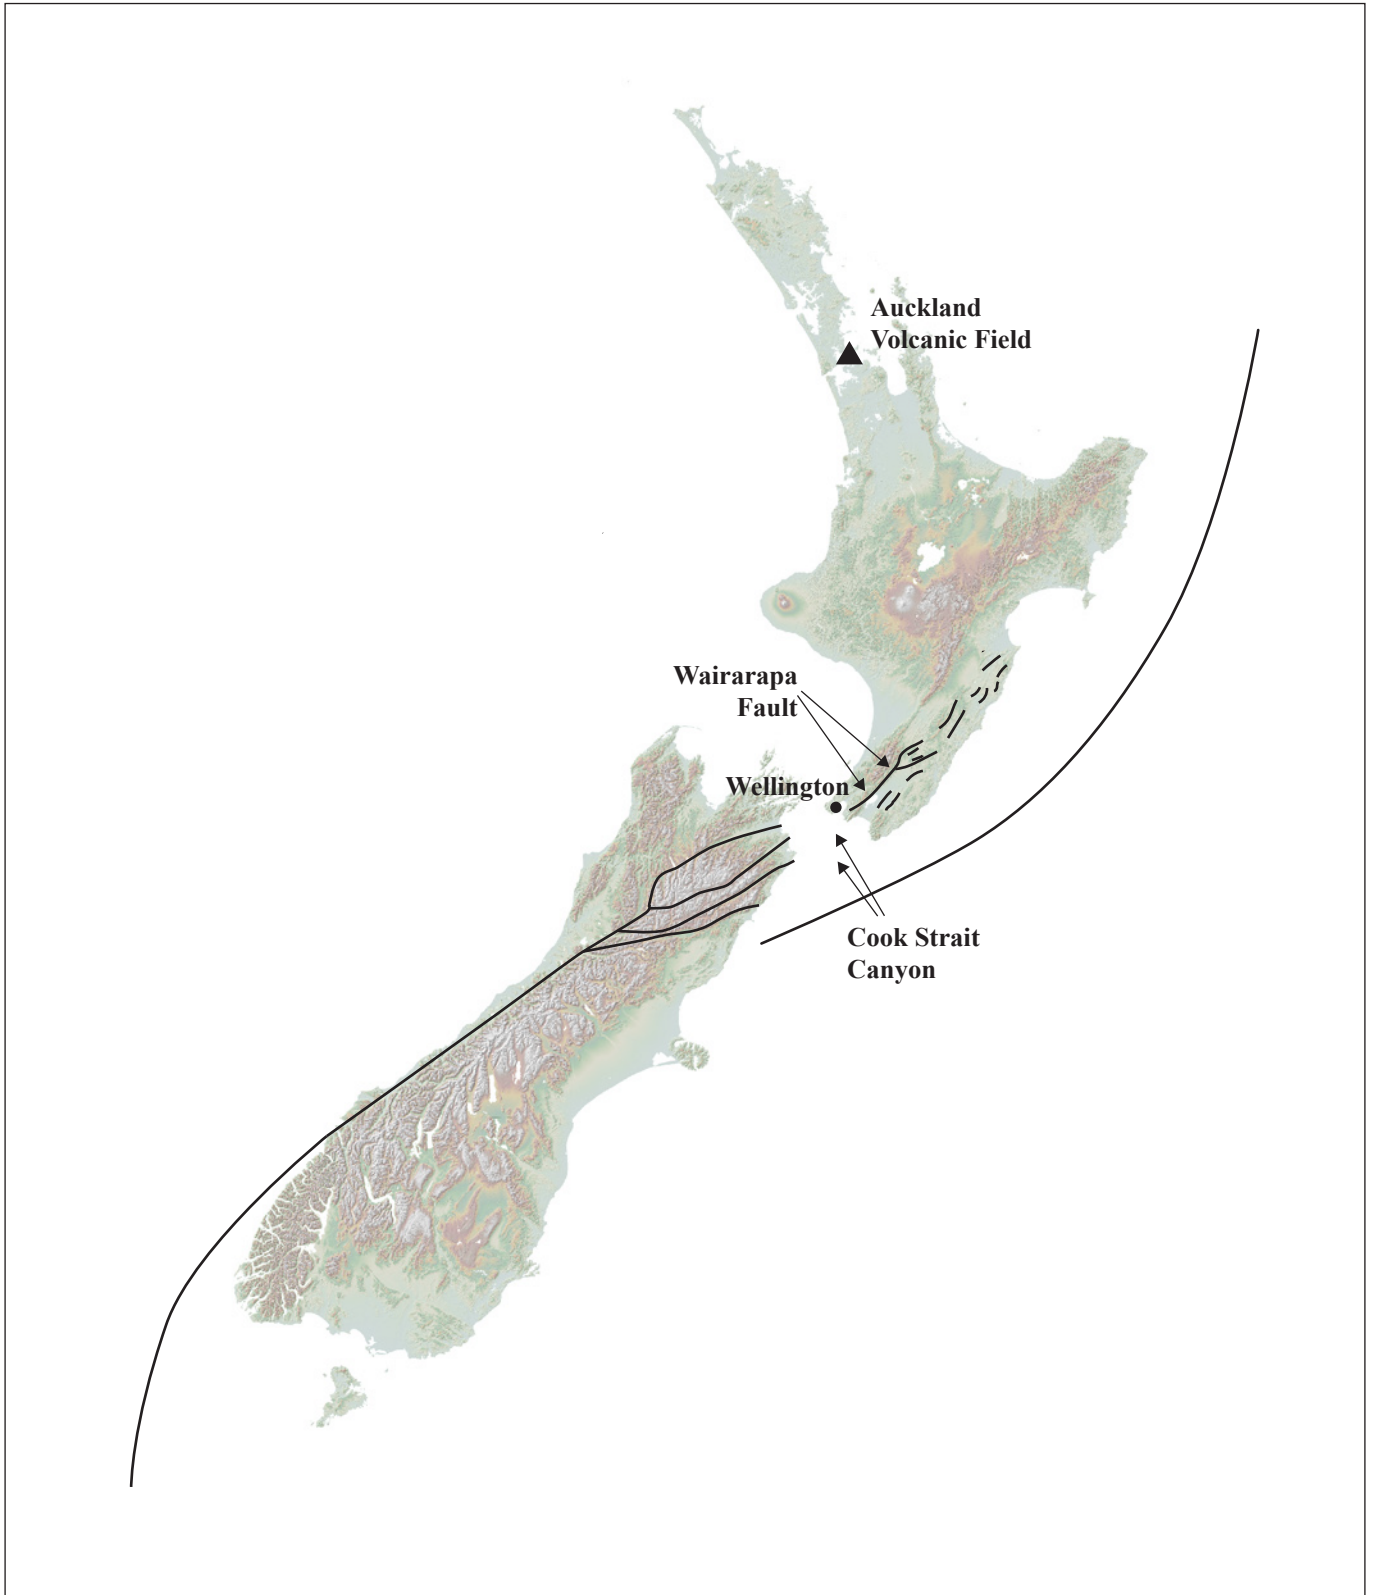 Auckland
Volcanic Field
Wairarapa
Fault
Wellington
Cook Strait
Canyon